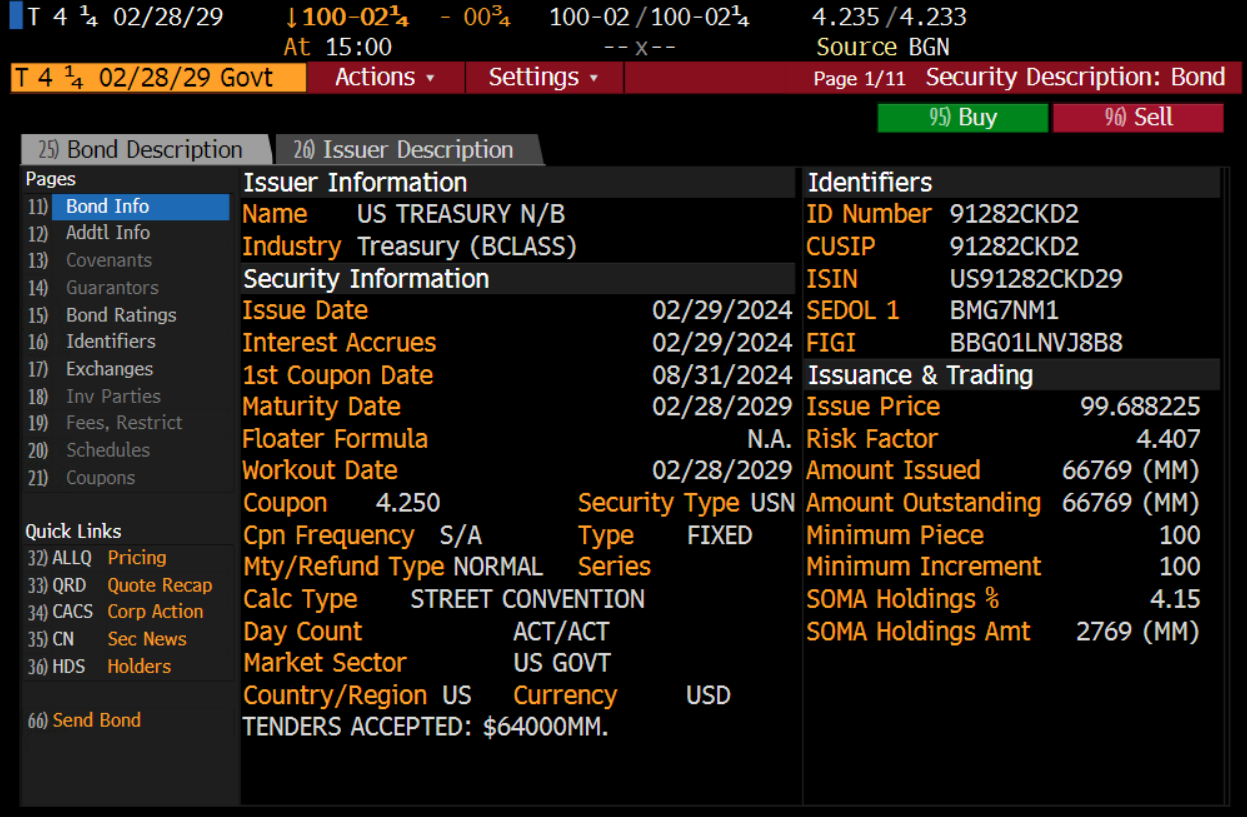 T 4 ¼ 02/28/29 ↓100-02¼ - 00¾ 100-02 / 100-02¼ 4.235 / 4.233
At 15:00 -- x -- Source BGN
T 4 ¼ 02/28/29 Govt Actions ▾ Settings ▾ Page 1/11 Security Description: Bond
95) Buy 96) Sell
25) Bond Description 26) Issuer Description
Pages
11) Bond Info
12) Addtl Info
13) Covenants
14) Guarantors
15) Bond Ratings
16) Identifiers
17) Exchanges
18) Inv Parties
19) Fees, Restrict
20) Schedules
21) Coupons
Quick Links
32) ALLQ Pricing
33) QRD Quote Recap
34) CACS Corp Action
35) CN Sec News
36) HDS Holders
66) Send Bond
Issuer Information
Name US TREASURY N/B
Industry Treasury (BCLASS)
Security Information
Issue Date 02/29/2024
Interest Accrues 02/29/2024
1st Coupon Date 08/31/2024
Maturity Date 02/28/2029
Floater Formula N.A.
Workout Date 02/28/2029
Coupon 4.250 Security Type USN
Cpn Frequency S/A Type FIXED
Mty/Refund Type NORMAL Series
Calc Type STREET CONVENTION
Day Count ACT/ACT
Market Sector US GOVT
Country/Region US Currency USD
TENDERS ACCEPTED: $64000MM.
Identifiers
ID Number 91282CKD2
CUSIP 91282CKD2
ISIN US91282CKD29
SEDOL 1 BMG7NM1
FIGI BBG01LNVJ8B8
Issuance & Trading
Issue Price 99.688225
Risk Factor 4.407
Amount Issued 66769 (MM)
Amount Outstanding 66769 (MM)
Minimum Piece 100
Minimum Increment 100
SOMA Holdings % 4.15
SOMA Holdings Amt 2769 (MM)